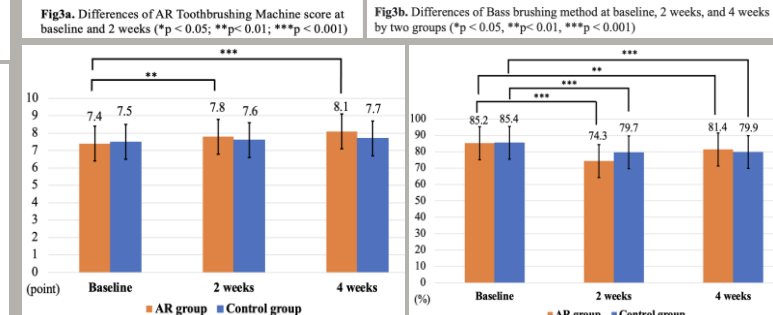 Fig3a. Differences of AR Toothbrushing Machine score at
baseline and 2 weeks (*p < 0.05; **p< 0.01; ***p < 0.001)
***
**
10
9
8
7
6
5
4
3
2
1
0
(point)
7.4
7.5
7.8
7.6
8.1
7.7
Baseline
2 weeks
4 weeks
AR group
Control group
Fig3b. Differences of Bass brushing method at baseline, 2 weeks, and 4 weeks
by two groups (*p < 0.05, **p< 0.01, ***p < 0.001)
***
**
***
***
100
90
80
70
60
50
40
30
20
10
0
(%)
85.2
85.4
74.3
79.7
81.4
79.9
Baseline
2 weeks
4 weeks
AR group
Control group